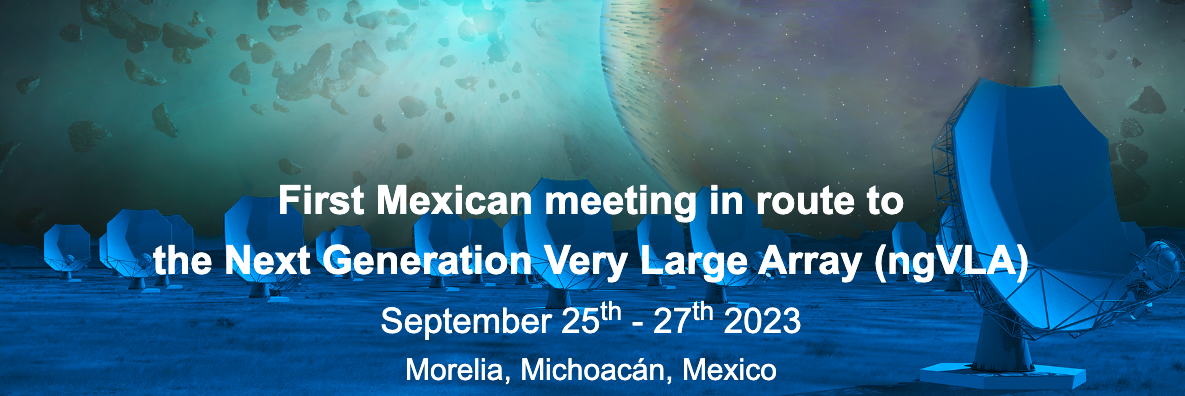 First Mexican meeting in route to
the Next Generation Very Large Array (ngVLA)
September 25th - 27th 2023
Morelia, Michoacán, Mexico